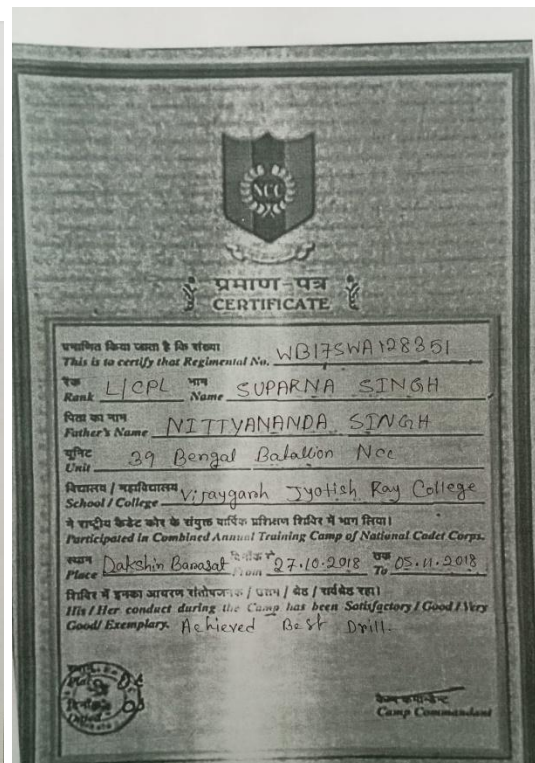 NCC
प्रमाण-पत्र
CERTIFICATE
प्रमाणित किया जाता है कि संख्या
This is to certify that Regimental No. WB17SWA128351
रैंक L/CPL नाम SUPARNA SINGH
Rank Name
पिता का नाम
Father's Name NITTYANANDA SINGH
यूनिट
Unit 39 Bengal Batallion Ncc
विद्यालय / महाविद्यालय
School / College Vijaygarh Jyotish Ray College
ने राष्ट्रीय कैडेट कोर के संयुक्त वार्षिक प्रशिक्षण शिविर में भाग लिया।
Participated in Combined Annual Training Camp of National Cadet Corps.
स्थान दिनांक से तक
Place Dakshin Barasat From 27.10.2018 To 05.11.2018
शिविर में इनका आचरण संतोषजनक / उत्तम / श्रेष्ठ / सर्वश्रेष्ठ रहा।
His / Her conduct during the Camp has been Satisfactory / Good / Very
Good/ Exemplary. Achieved Best Drill.
Place
दिनांक
Dated
Camp Commandant